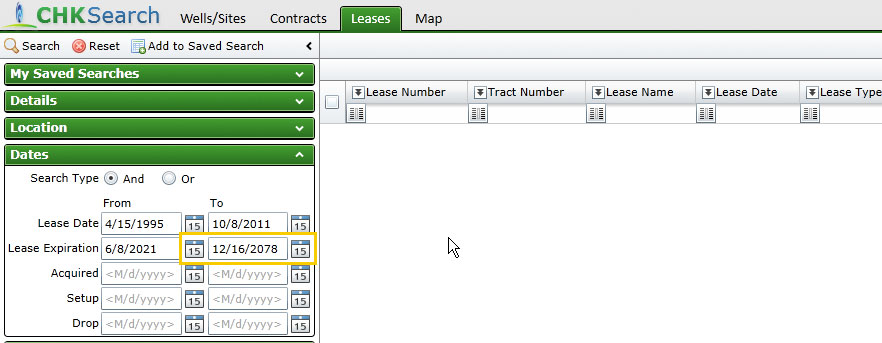 CHKSearch Wells/Sites Contracts Leases Map
Search Reset Add to Saved Search
My Saved Searches
Details
Location
Dates
Search Type And Or
From To
Lease Date 4/15/1995 15 10/8/2011 15
Lease Expiration 6/8/2021 15 12/16/2078 15
Acquired <M/d/yyyy> 15 <M/d/yyyy> 15
Setup <M/d/yyyy> 15 <M/d/yyyy> 15
Drop <M/d/yyyy> 15 <M/d/yyyy> 15
Lease Number Tract Number Lease Name Lease Date Lease Type